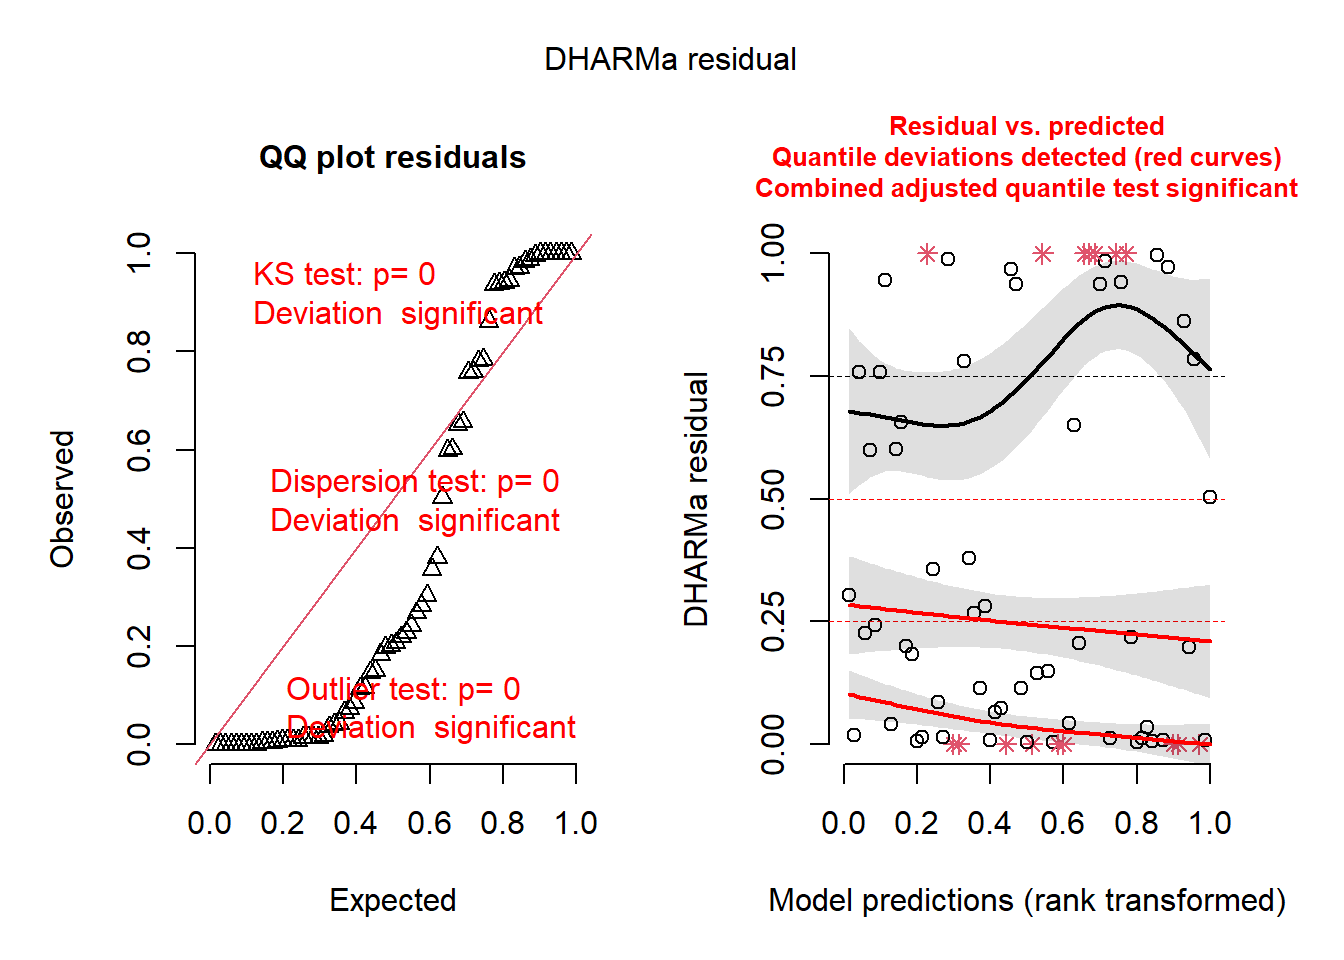 DHARMa residual
QQ plot residuals
KS test: p= 0
Deviation  significant
Dispersion test: p= 0
Deviation  significant
Outlier test: p= 0
Deviation  significant
Observed
1.0
0.8
0.6
0.4
0.2
0.0
0.0 0.2 0.4 0.6 0.8 1.0
Expected
Residual vs. predicted
Quantile deviations detected (red curves)
Combined adjusted quantile test significant
DHARMa residual
1.00
0.75
0.50
0.25
0.00
0.0 0.2 0.4 0.6 0.8 1.0
Model predictions (rank transformed)